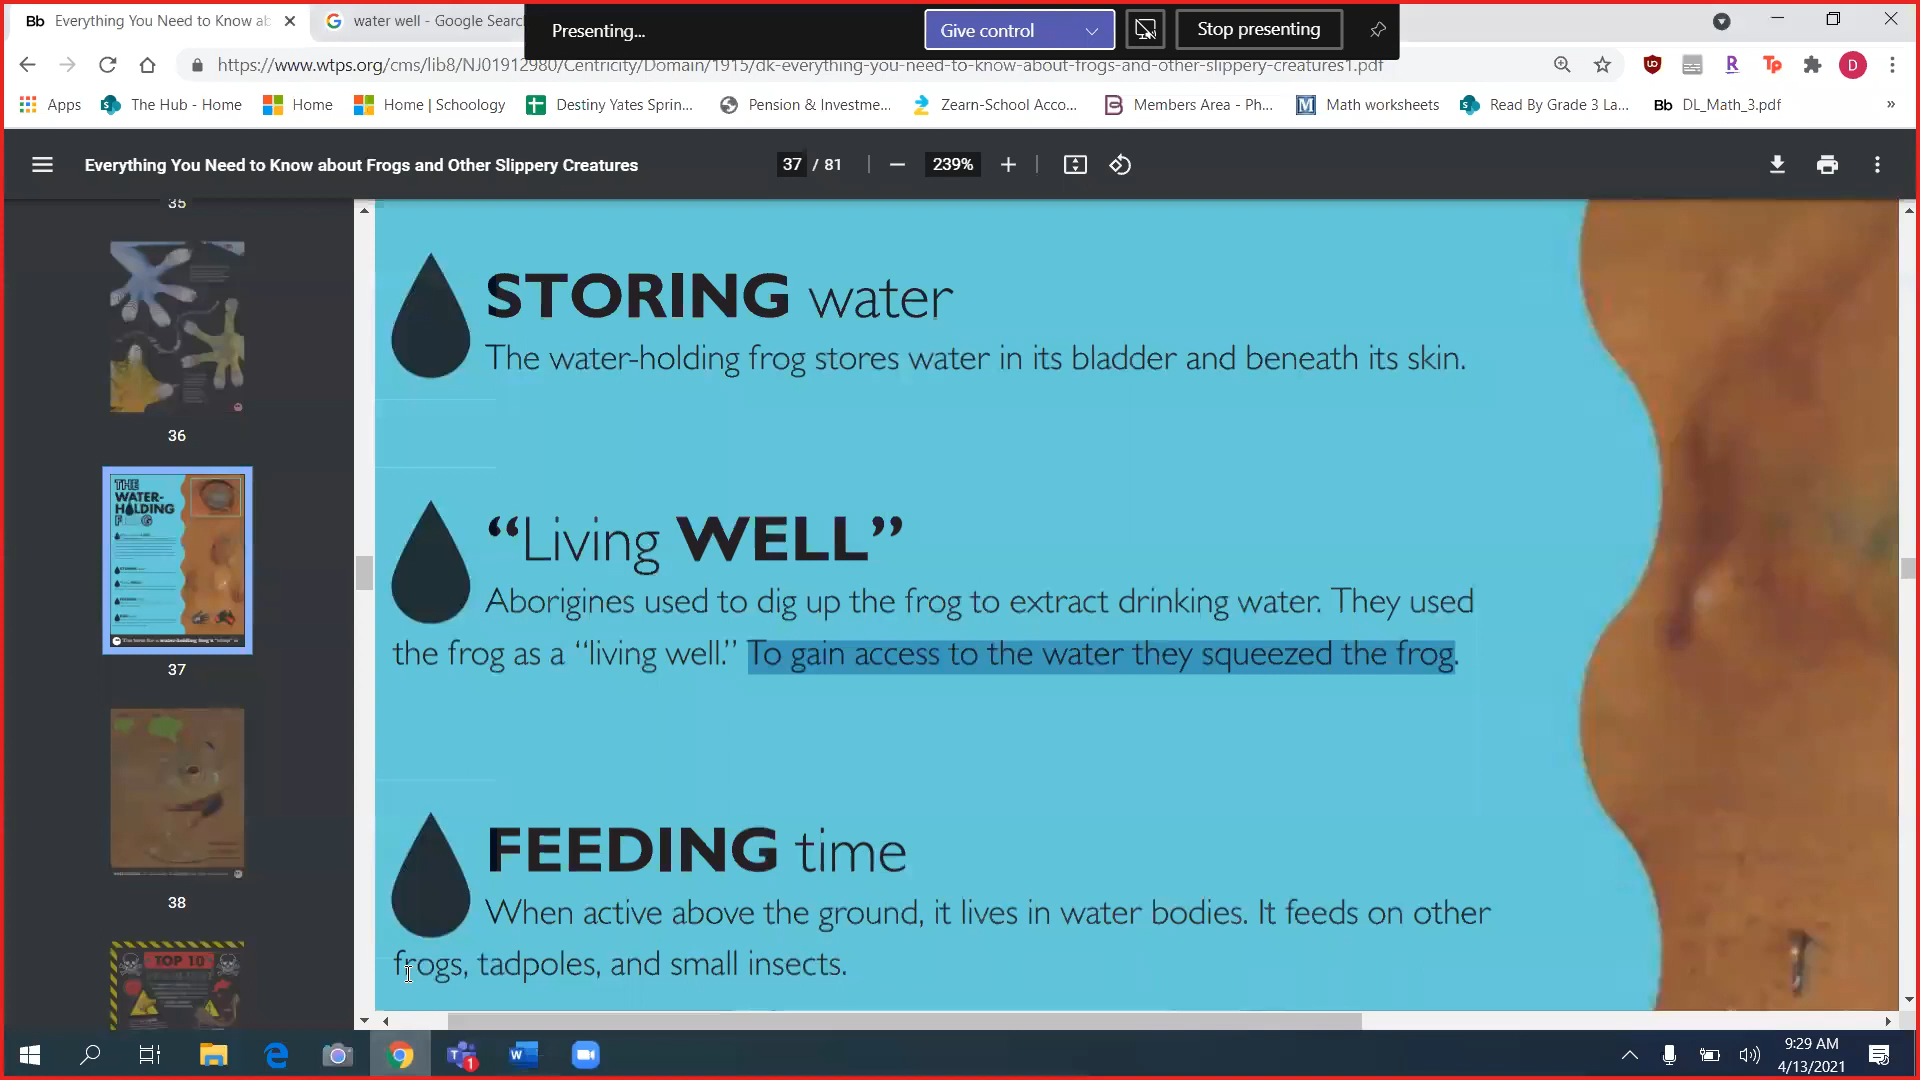 Everything You Need to Know ab
water well - Google Searc
Presenting...
Give control
Stop presenting
https://www.wtps.org/cms/lib8/NJ01912980/Centricity/Domain/1915/dk-everything-you-need-to-know-about-frogs-and-other-slippery-creatures1.pdf
Apps
The Hub - Home
Home
Home | Schoology
Destiny Yates Sprin...
Pension & Investme...
Zearn-School Acco...
Members Area - Ph...
Math worksheets
Read By Grade 3 La...
Bb DL_Math_3.pdf
»
Everything You Need to Know about Frogs and Other Slippery Creatures
37 / 81
239%
35
36
THE
WATER-
HOLDING
37
38
TOP 10
STORING water
The water-holding frog stores water in its bladder and beneath its skin.
“Living WELL”
Aborigines used to dig up the frog to extract drinking water. They used
the frog as a “living well.” To gain access to the water they squeezed the frog.
FEEDING time
When active above the ground, it lives in water bodies. It feeds on other
frogs, tadpoles, and small insects.
9:29 AM
4/13/2021